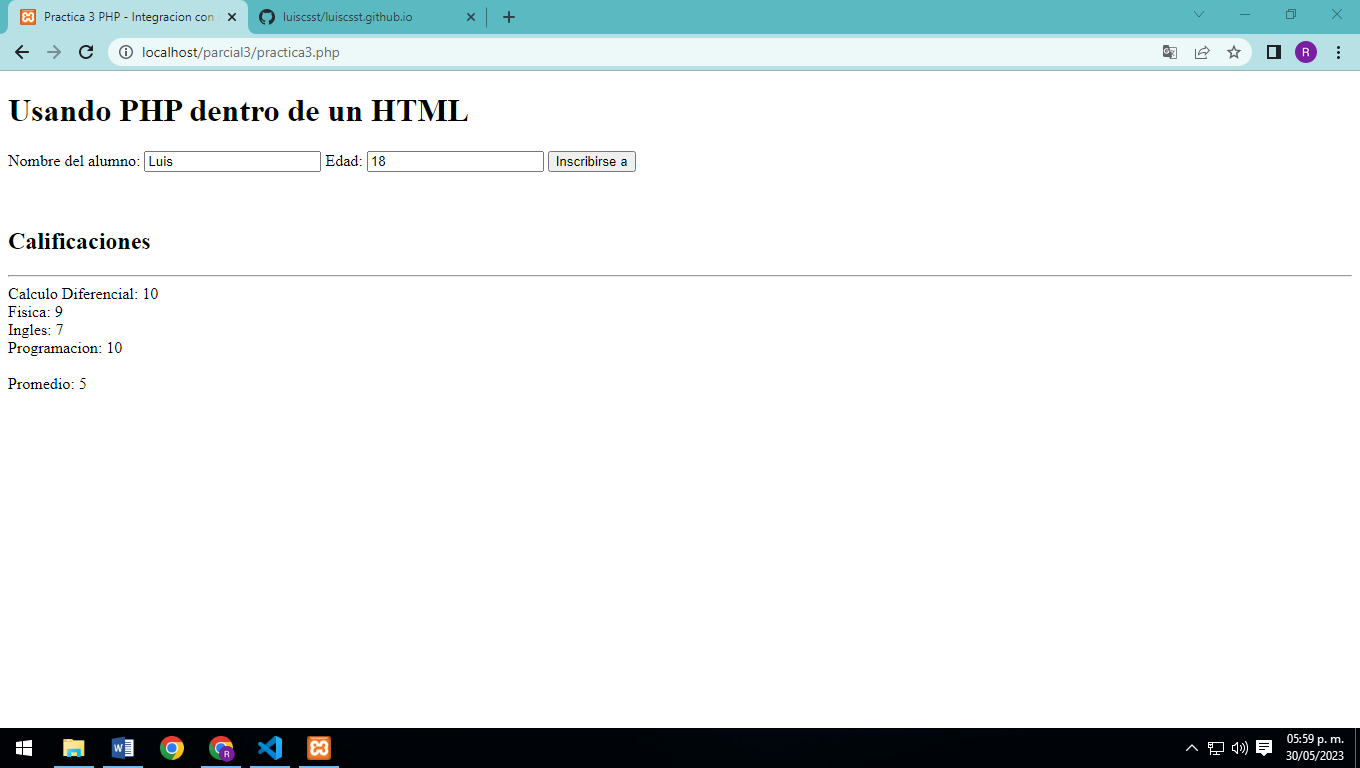 Practica 3 PHP - Integracion con
luiscsst/luiscsst.github.io
localhost/parcial3/practica3.php
R
Usando PHP dentro de un HTML
Nombre del alumno: Luis Edad: 18 Inscribirse a
Calificaciones
Calculo Diferencial: 10
Fisica: 9
Ingles: 7
Programacion: 10
Promedio: 5
05:59 p. m.
30/05/2023